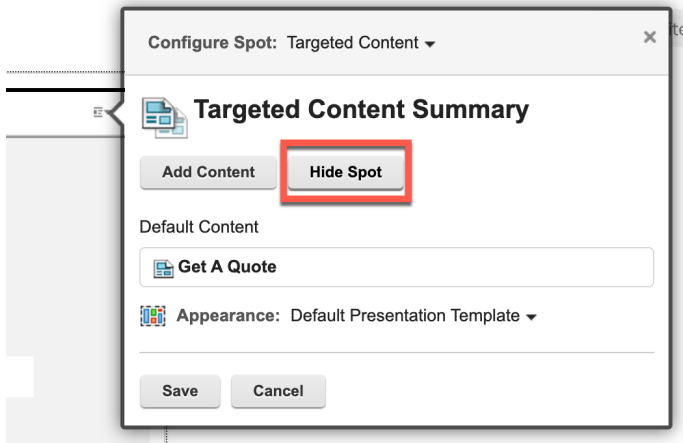 Configure Spot: Targeted Content
Targeted Content Summary
Add Content
Hide Spot
Default Content
Get A Quote
Appearance: Default Presentation Template
Save
Cancel